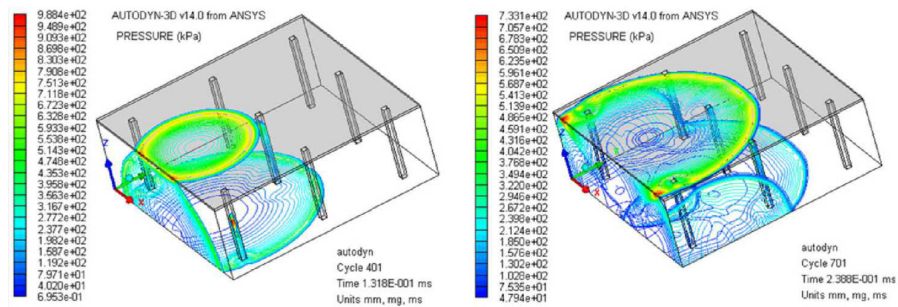 9.884e+02
9.489e+02
9.093e+02
8.698e+02
8.303e+02
7.908e+02
7.513e+02
7.118e+02
6.723e+02
6.328e+02
5.933e+02
5.538e+02
5.143e+02
4.748e+02
4.353e+02
3.958e+02
3.563e+02
3.167e+02
2.772e+02
2.377e+02
1.982e+02
1.587e+02
1.192e+02
7.971e+01
4.020e+01
6.953e-01
AUTODYN-3D v14.0 from ANSYS
PRESSURE (kPa)
Z
X
autodyn
Cycle 401
Time 1.318E-001 ms
Units mm, mg, ms
7.331e+02
7.057e+02
6.783e+02
6.509e+02
6.235e+02
5.961e+02
5.687e+02
5.413e+02
5.139e+02
4.865e+02
4.591e+02
4.316e+02
4.042e+02
3.768e+02
3.494e+02
3.220e+02
2.946e+02
2.672e+02
2.398e+02
2.124e+02
1.850e+02
1.576e+02
1.302e+02
1.028e+02
7.535e+01
4.794e+01
AUTODYN-3D v14.0 from ANSYS
PRESSURE (kPa)
Z
X
autodyn
Cycle 701
Time 2.388E-001 ms
Units mm, mg, ms